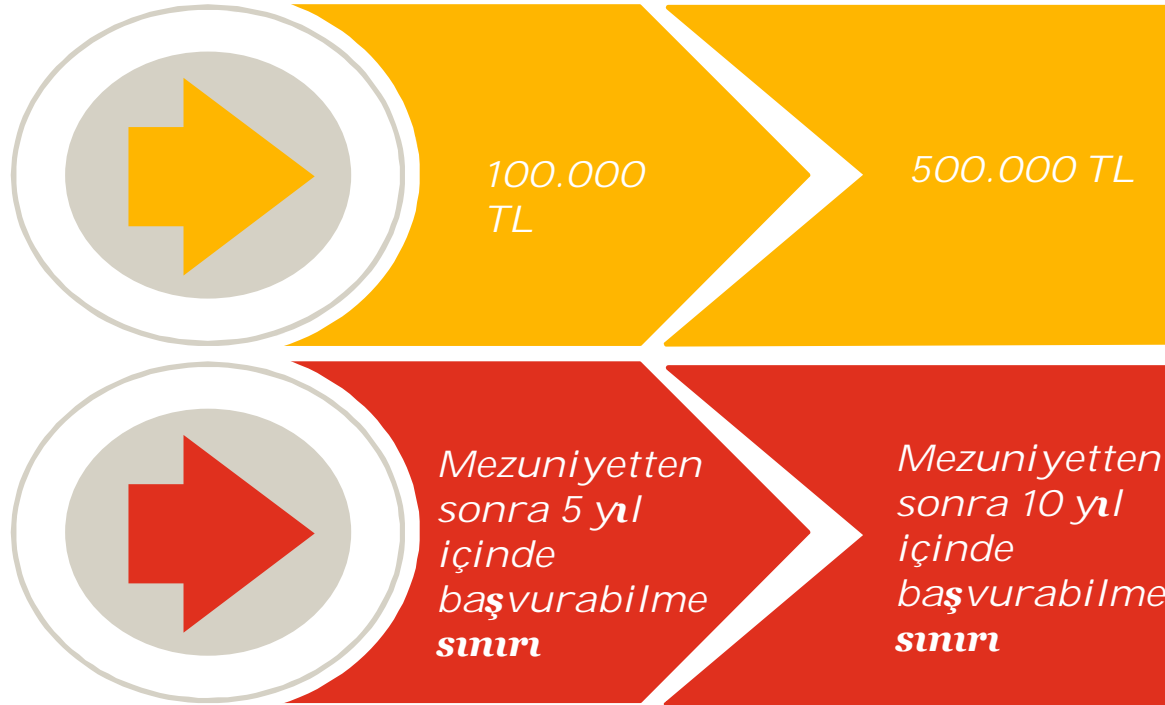 100.000
TL
500.000 TL
Mezuniyetten
sonra 5 yıl
içinde
başvurabilme
sınırı
Mezuniyetten
sonra 10 yıl
içinde
başvurabilme
sınırı